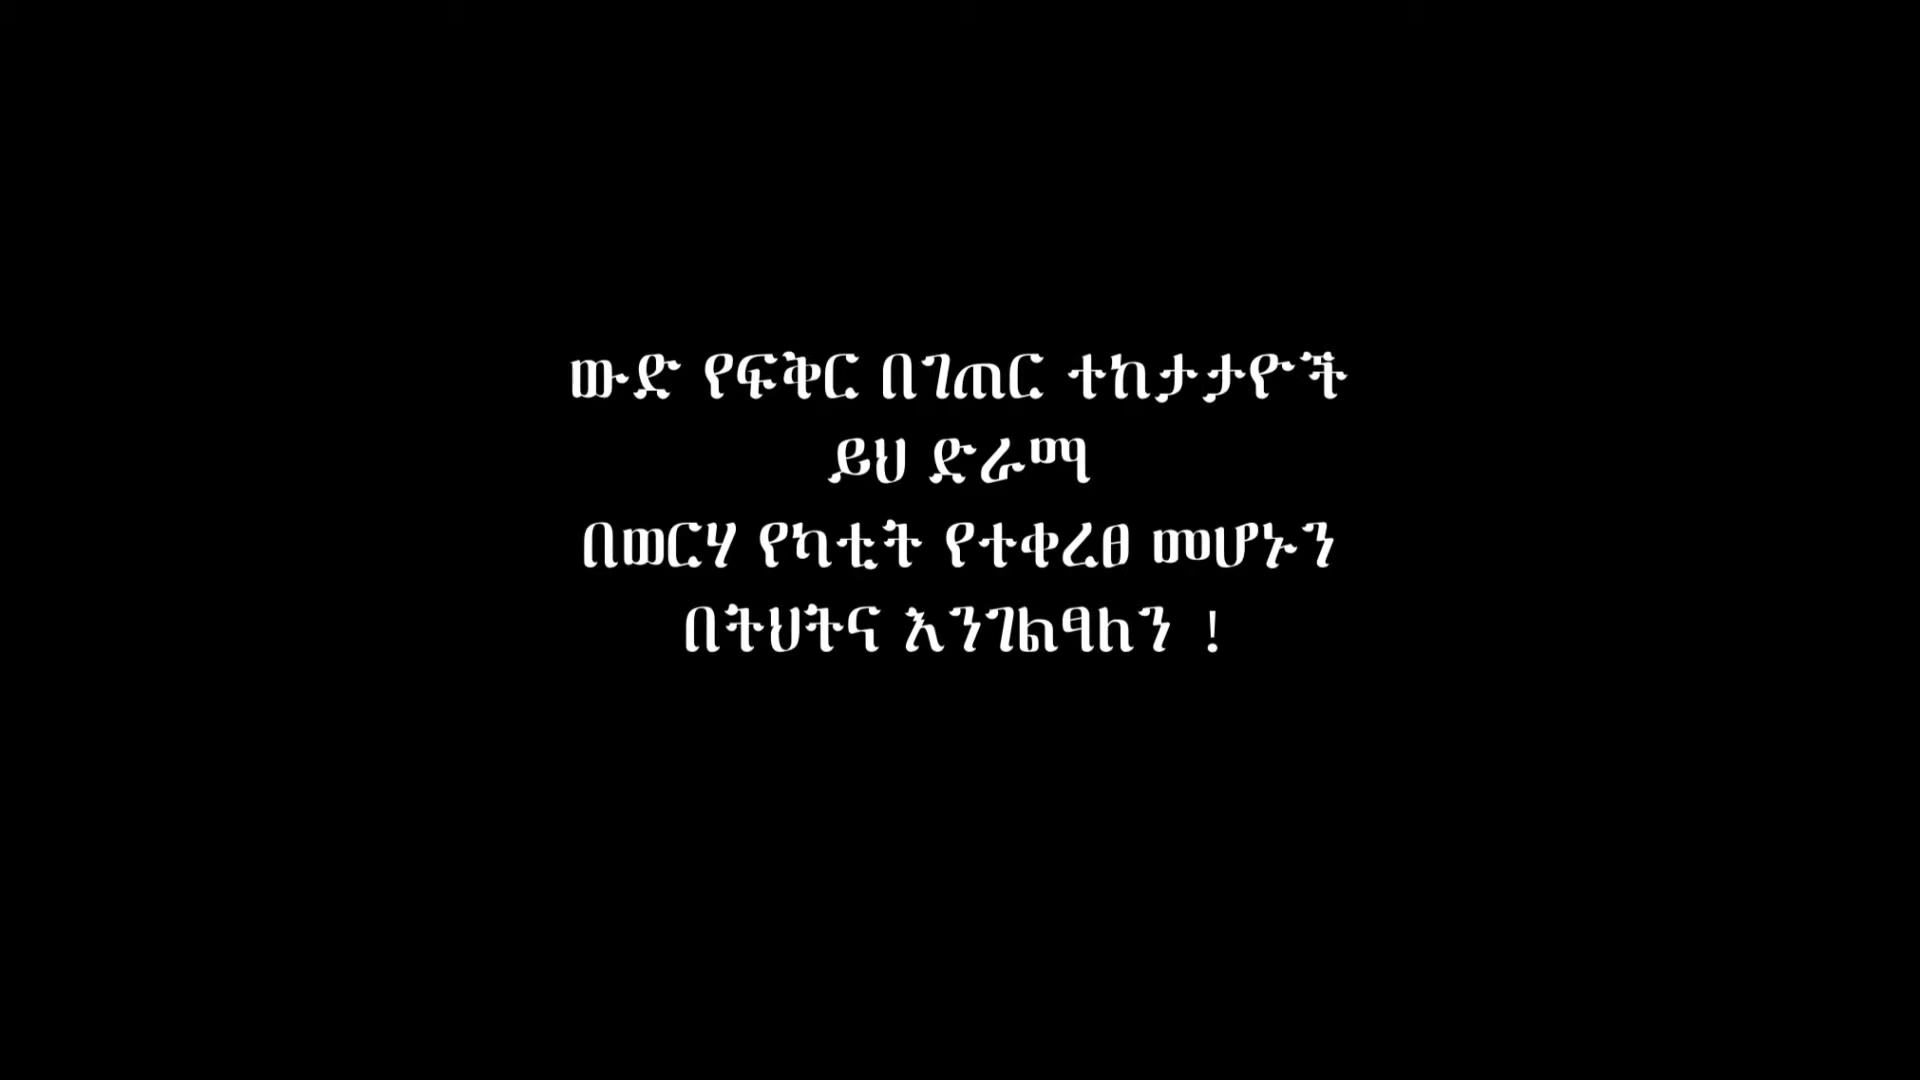 ውድ የፍቅር በገጠር ተከታታዮች
ይህ ድራማ
በወርሃ የካቲት የተቀረፀ መሆኑን
በትህትና እንገልፃለን !